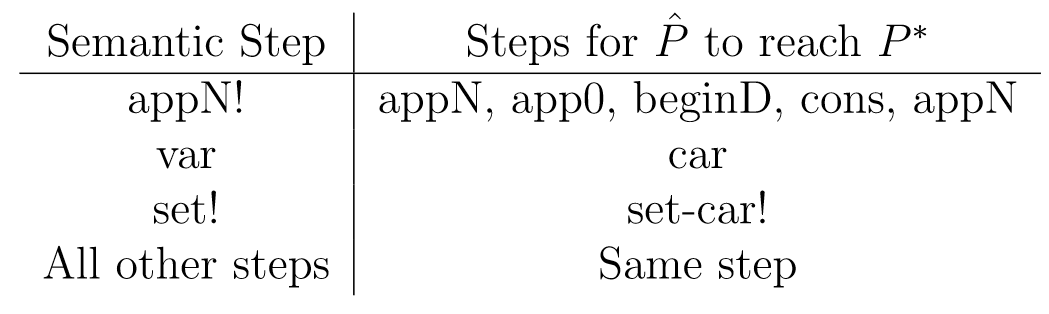 Semantic Step | Steps for P̂ to reach P*
appN! | appN, app0, beginD, cons, appN
var | car
set! | set-car!
All other steps | Same step